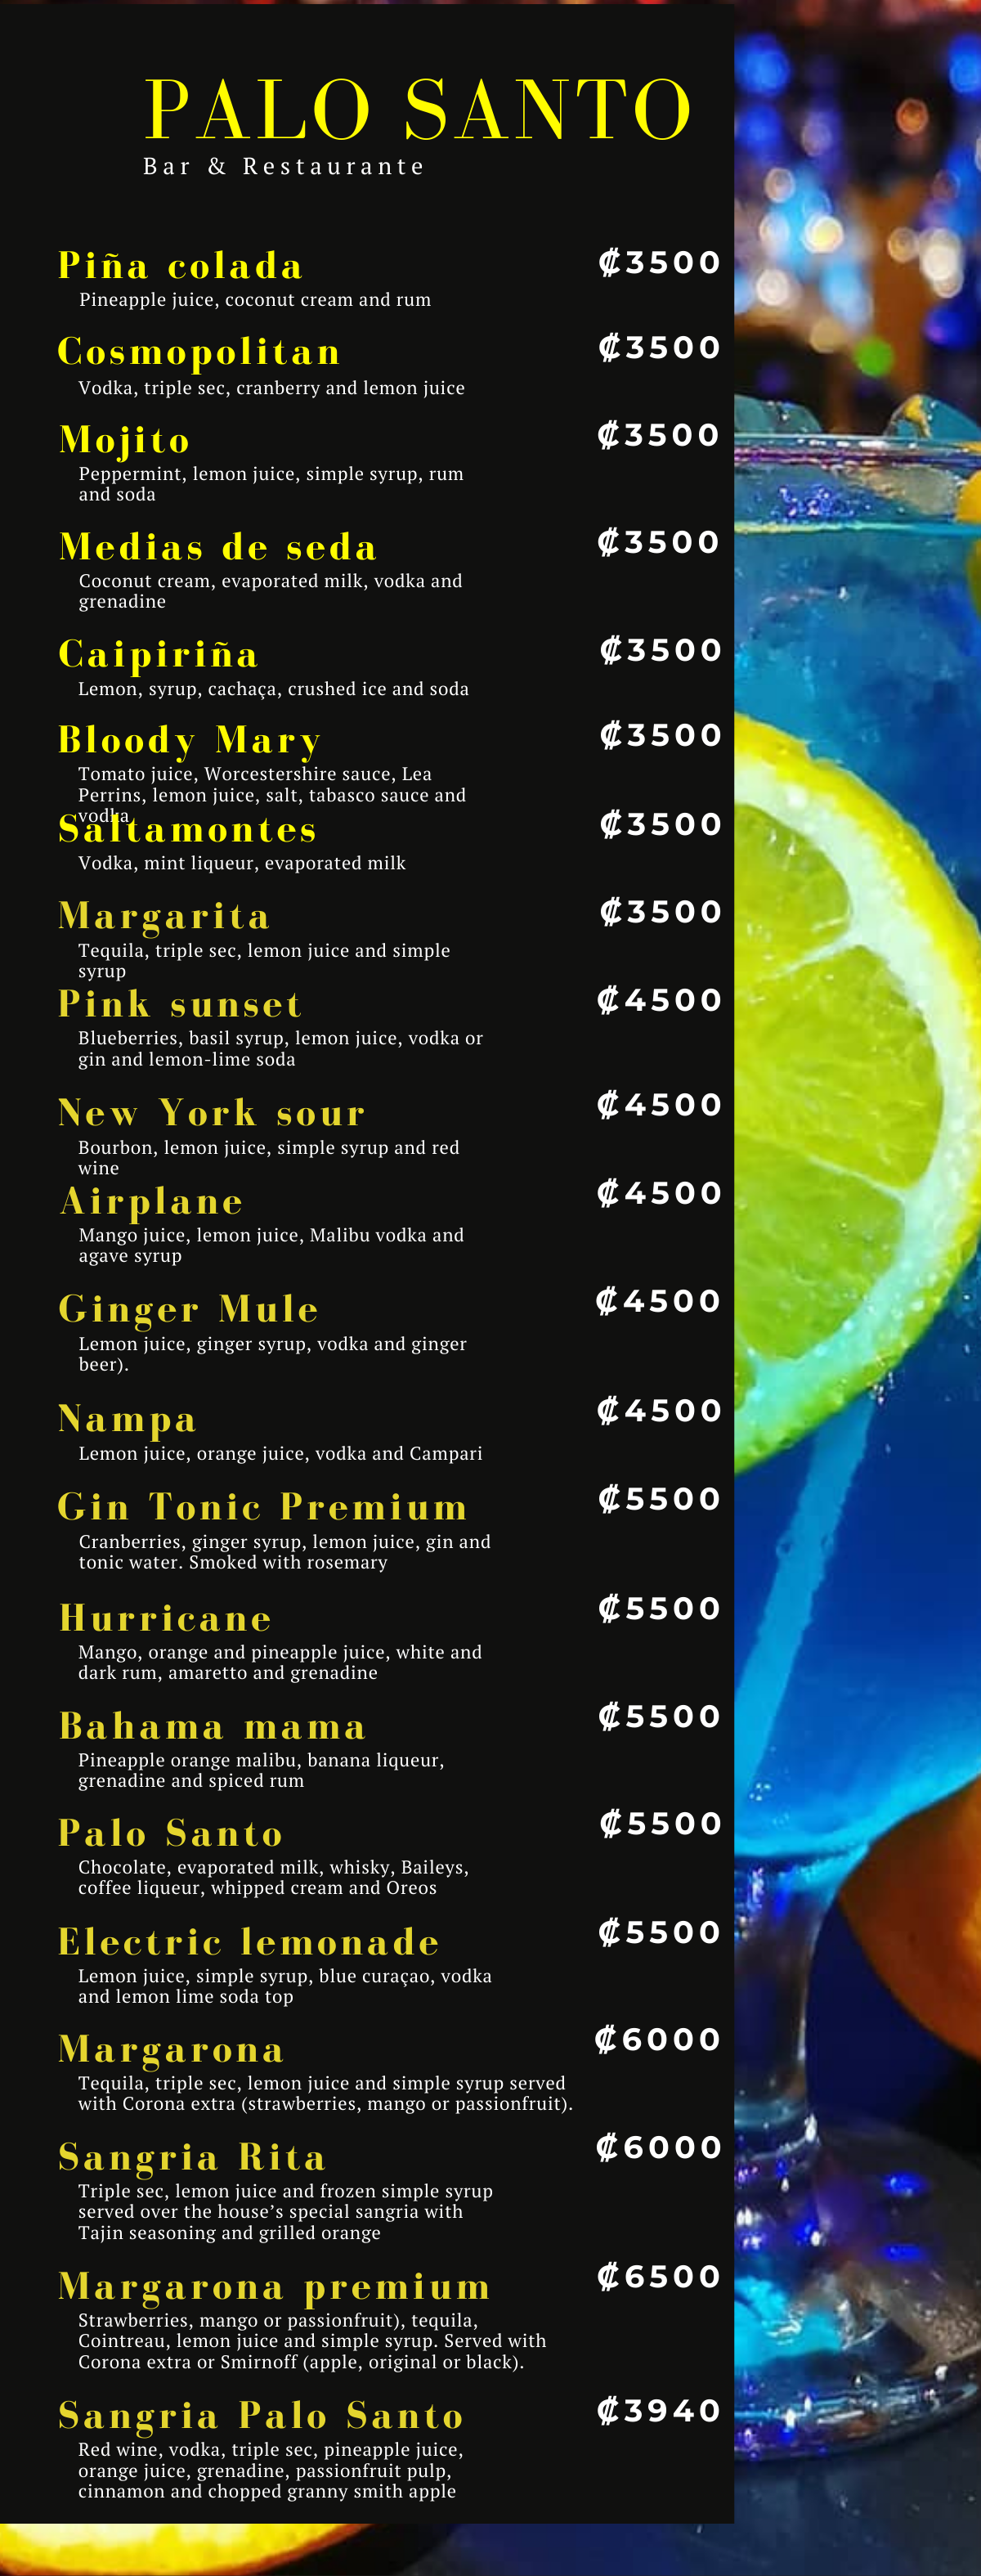 PALO SANTO
Bar & Restaurante
Piña colada ₡3500
Pineapple juice, coconut cream and rum
Cosmopolitan ₡3500
Vodka, triple sec, cranberry and lemon juice
Mojito ₡3500
Peppermint, lemon juice, simple syrup, rum
and soda
Medias de seda ₡3500
Coconut cream, evaporated milk, vodka and
grenadine
Caipiriña ₡3500
Lemon, syrup, cachaça, crushed ice and soda
Bloody Mary ₡3500
Tomato juice, Worcestershire sauce, Lea
Perrins, lemon juice, salt, tabasco sauce and
vodka
Saltamontes ₡3500
Vodka, mint liqueur, evaporated milk
Margarita ₡3500
Tequila, triple sec, lemon juice and simple
syrup
Pink sunset ₡4500
Blueberries, basil syrup, lemon juice, vodka or
gin and lemon-lime soda
New York sour ₡4500
Bourbon, lemon juice, simple syrup and red
wine
Airplane ₡4500
Mango juice, lemon juice, Malibu vodka and
agave syrup
Ginger Mule ₡4500
Lemon juice, ginger syrup, vodka and ginger
beer).
Nampa ₡4500
Lemon juice, orange juice, vodka and Campari
Gin Tonic Premium ₡5500
Cranberries, ginger syrup, lemon juice, gin and
tonic water. Smoked with rosemary
Hurricane ₡5500
Mango, orange and pineapple juice, white and
dark rum, amaretto and grenadine
Bahama mama ₡5500
Pineapple orange malibu, banana liqueur,
grenadine and spiced rum
Palo Santo ₡5500
Chocolate, evaporated milk, whisky, Baileys,
coffee liqueur, whipped cream and Oreos
Electric lemonade ₡5500
Lemon juice, simple syrup, blue curaçao, vodka
and lemon lime soda top
Margarona ₡6000
Tequila, triple sec, lemon juice and simple syrup served
with Corona extra (strawberries, mango or passionfruit).
Sangria Rita ₡6000
Triple sec, lemon juice and frozen simple syrup
served over the house’s special sangria with
Tajin seasoning and grilled orange
Margarona premium ₡6500
Strawberries, mango or passionfruit), tequila,
Cointreau, lemon juice and simple syrup. Served with
Corona extra or Smirnoff (apple, original or black).
Sangria Palo Santo ₡3940
Red wine, vodka, triple sec, pineapple juice,
orange juice, grenadine, passionfruit pulp,
cinnamon and chopped granny smith apple